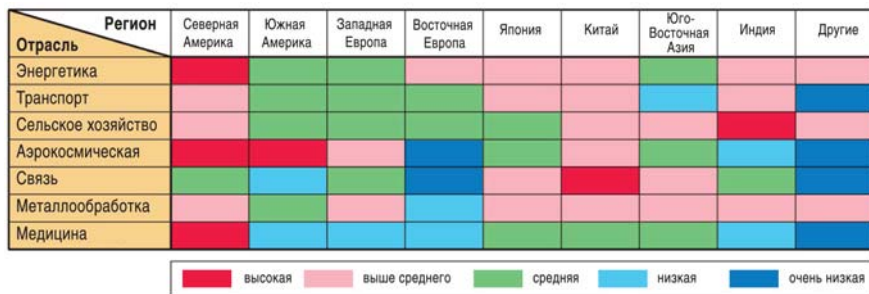 Регион
Отрасль
Северная Америка
Южная Америка
Западная Европа
Восточная Европа
Япония
Китай
Юго-
Восточная
Азия
Индия
Другие
Энергетика
Транспорт
Сельское хозяйство
Аэрокосмическая
Связь
Металлообработка
Медицина
высокая
выше среднего
средняя
низкая
очень низкая